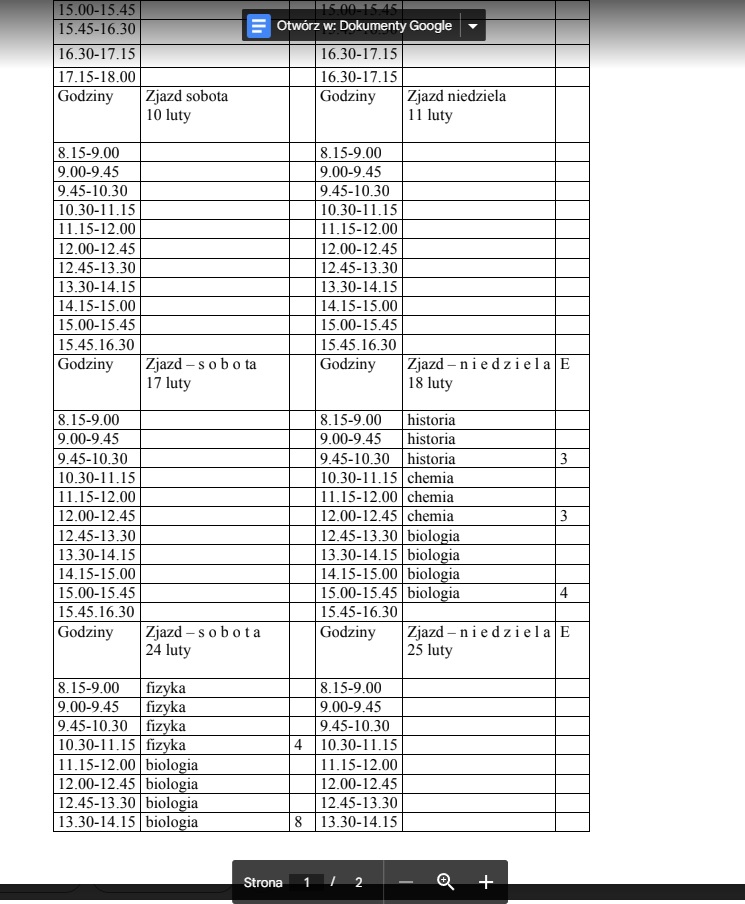 15.00-15.45 15.00-15.45
Otwórz w: Dokumenty Google
15.45-16.30
16.30-17.15 16.30-17.15
17.15-18.00 16.30-17.15
Godziny Zjazd sobota Godziny Zjazd niedziela
10 luty 11 luty
8.15-9.00 8.15-9.00
9.00-9.45 9.00-9.45
9.45-10.30 9.45-10.30
10.30-11.15 10.30-11.15
11.15-12.00 11.15-12.00
12.00-12.45 12.00-12.45
12.45-13.30 12.45-13.30
13.30-14.15 13.30-14.15
14.15-15.00 14.15-15.00
15.00-15.45 15.00-15.45
15.45.16.30 15.45.16.30
Godziny Zjazd – s o b o ta Godziny Zjazd – n i e d z i e l a E
17 luty 18 luty
8.15-9.00 8.15-9.00 historia
9.00-9.45 9.00-9.45 historia
9.45-10.30 9.45-10.30 historia 3
10.30-11.15 10.30-11.15 chemia
11.15-12.00 11.15-12.00 chemia
12.00-12.45 12.00-12.45 chemia 3
12.45-13.30 12.45-13.30 biologia
13.30-14.15 13.30-14.15 biologia
14.15-15.00 14.15-15.00 biologia
15.00-15.45 15.00-15.45 biologia 4
15.45.16.30 15.45-16.30
Godziny Zjazd – s o b o t a Godziny Zjazd – n i e d z i e l a E
24 luty 25 luty
8.15-9.00 fizyka 8.15-9.00
9.00-9.45 fizyka 9.00-9.45
9.45-10.30 fizyka 9.45-10.30
10.30-11.15 fizyka 4 10.30-11.15
11.15-12.00 biologia 11.15-12.00
12.00-12.45 biologia 12.00-12.45
12.45-13.30 biologia 12.45-13.30
13.30-14.15 biologia 8 13.30-14.15
Strona 1 / 2